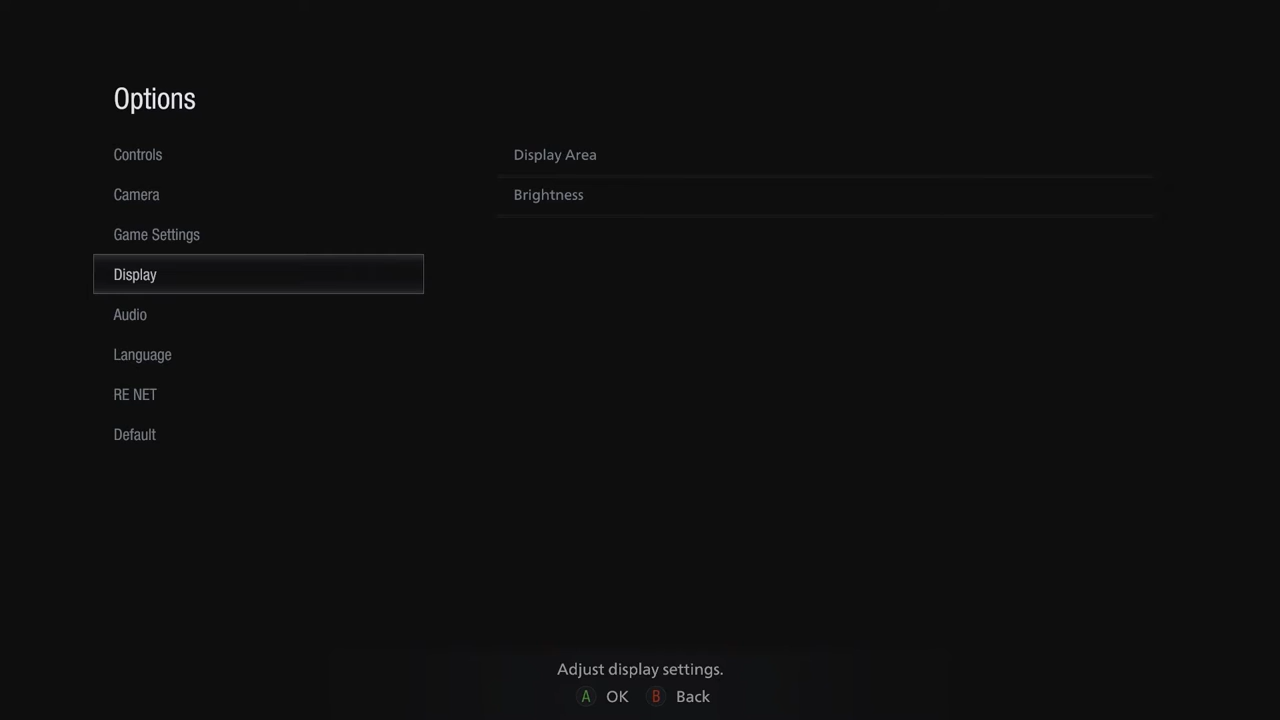 Options
Controls
Camera
Game Settings
Display
Audio
Language
RE NET
Default
Display Area
Brightness
Adjust display settings.
A OK B Back